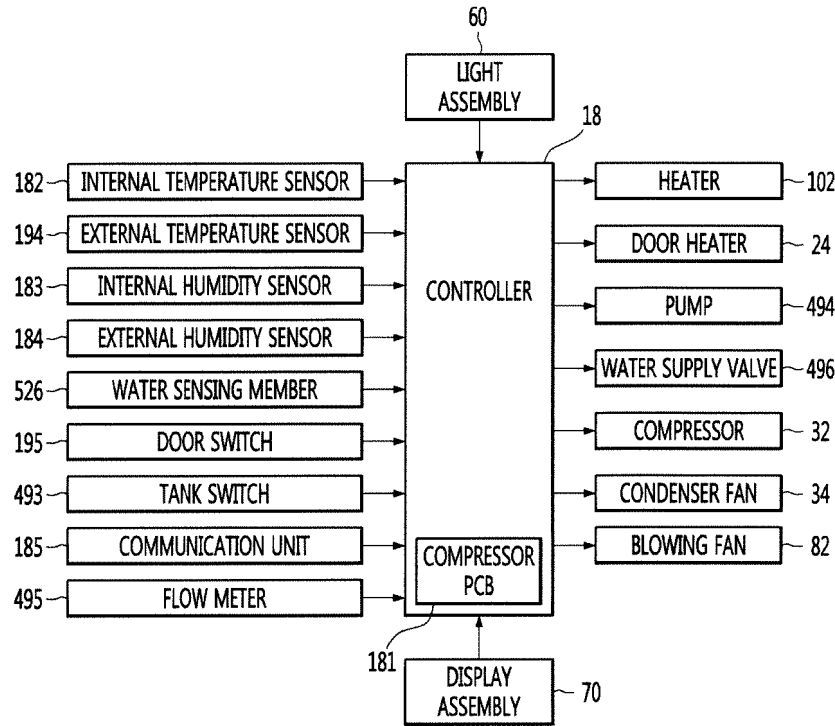 60
LIGHT
ASSEMBLY
18
182 INTERNAL TEMPERATURE SENSOR HEATER 102
194 EXTERNAL TEMPERATURE SENSOR DOOR HEATER 24
183 INTERNAL HUMIDITY SENSOR CONTROLLER PUMP 494
184 EXTERNAL HUMIDITY SENSOR WATER SUPPLY VALVE 496
526 WATER SENSING MEMBER COMPRESSOR 32
195 DOOR SWITCH
493 TANK SWITCH CONDENSER FAN 34
185 COMMUNICATION UNIT COMPRESSOR BLOWING FAN 82
PCB
495 FLOW METER
181
DISPLAY
ASSEMBLY
70